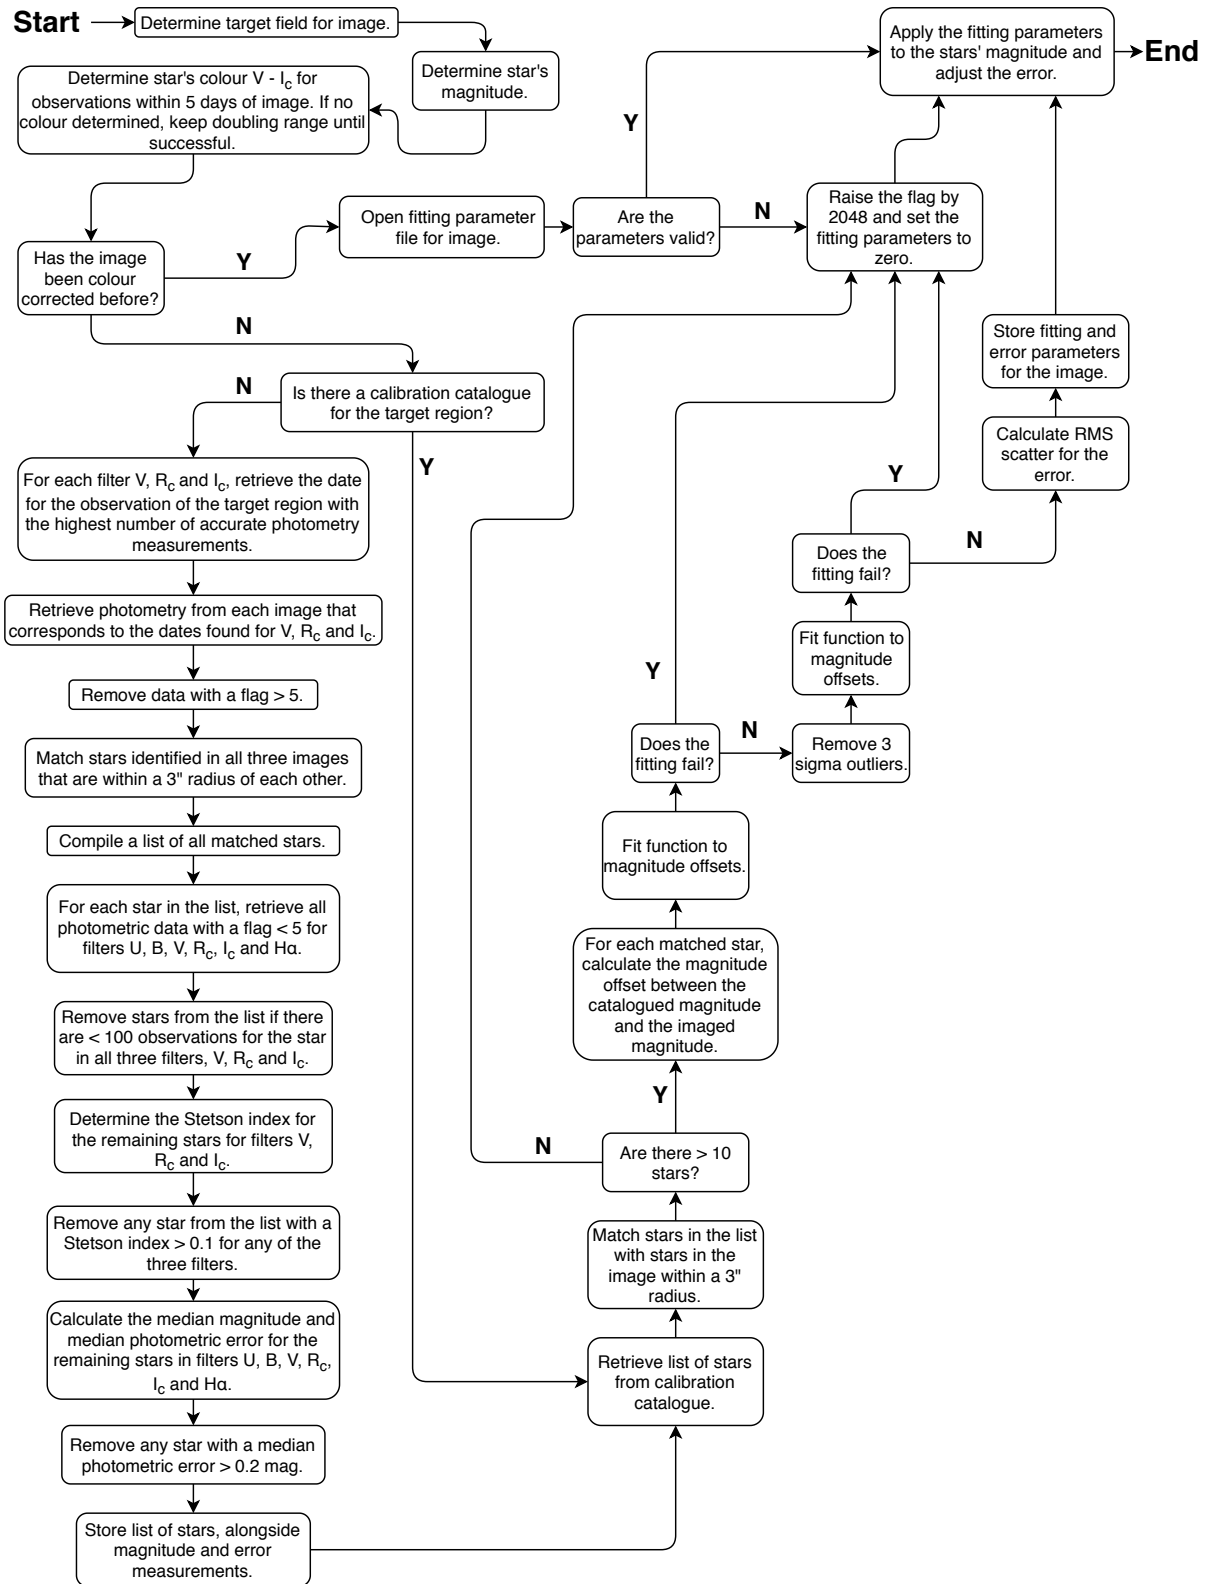 Start
Determine target field for image.
Determine star's
magnitude.
Determine star's colour V - Ic for
observations within 5 days of image. If no
colour determined, keep doubling range until
successful.
Has the image
been colour
corrected before?
Y
Open fitting parameter
file for image.
Are the
parameters valid?
Y
N
Raise the flag by
2048 and set the
fitting parameters to
zero.
Apply the fitting parameters
to the stars' magnitude and
adjust the error.
End
N
Is there a calibration catalogue
for the target region?
N
Y
For each filter V, Rc and Ic, retrieve the date
for the observation of the target region with
the highest number of accurate photometry
measurements.
Retrieve photometry from each image that
corresponds to the dates found for V, Rc and Ic.
Remove data with a flag > 5.
Match stars identified in all three images
that are within a 3" radius of each other.
Compile a list of all matched stars.
For each star in the list, retrieve all
photometric data with a flag < 5 for
filters U, B, V, Rc, Ic and Hα.
Remove stars from the list if there
are < 100 observations for the star
in all three filters, V, Rc and Ic.
Determine the Stetson index for
the remaining stars for filters V,
Rc and Ic.
Remove any star from the list with a
Stetson index > 0.1 for any of the
three filters.
Calculate the median magnitude and
median photometric error for the
remaining stars in filters U, B, V, Rc,
Ic and Hα.
Remove any star with a median
photometric error > 0.2 mag.
Store list of stars, alongside
magnitude and error
measurements.
Retrieve list of stars
from calibration
catalogue.
Match stars in the list
with stars in the
image within a 3"
radius.
Are there > 10
stars?
N
Y
For each matched star,
calculate the magnitude
offset between the
catalogued magnitude
and the imaged
magnitude.
Fit function to
magnitude offsets.
Does the
fitting fail?
Y
N
Remove 3
sigma outliers.
Fit function to
magnitude
offsets.
Does the
fitting fail?
Y
N
Calculate RMS
scatter for the
error.
Store fitting and
error parameters
for the image.